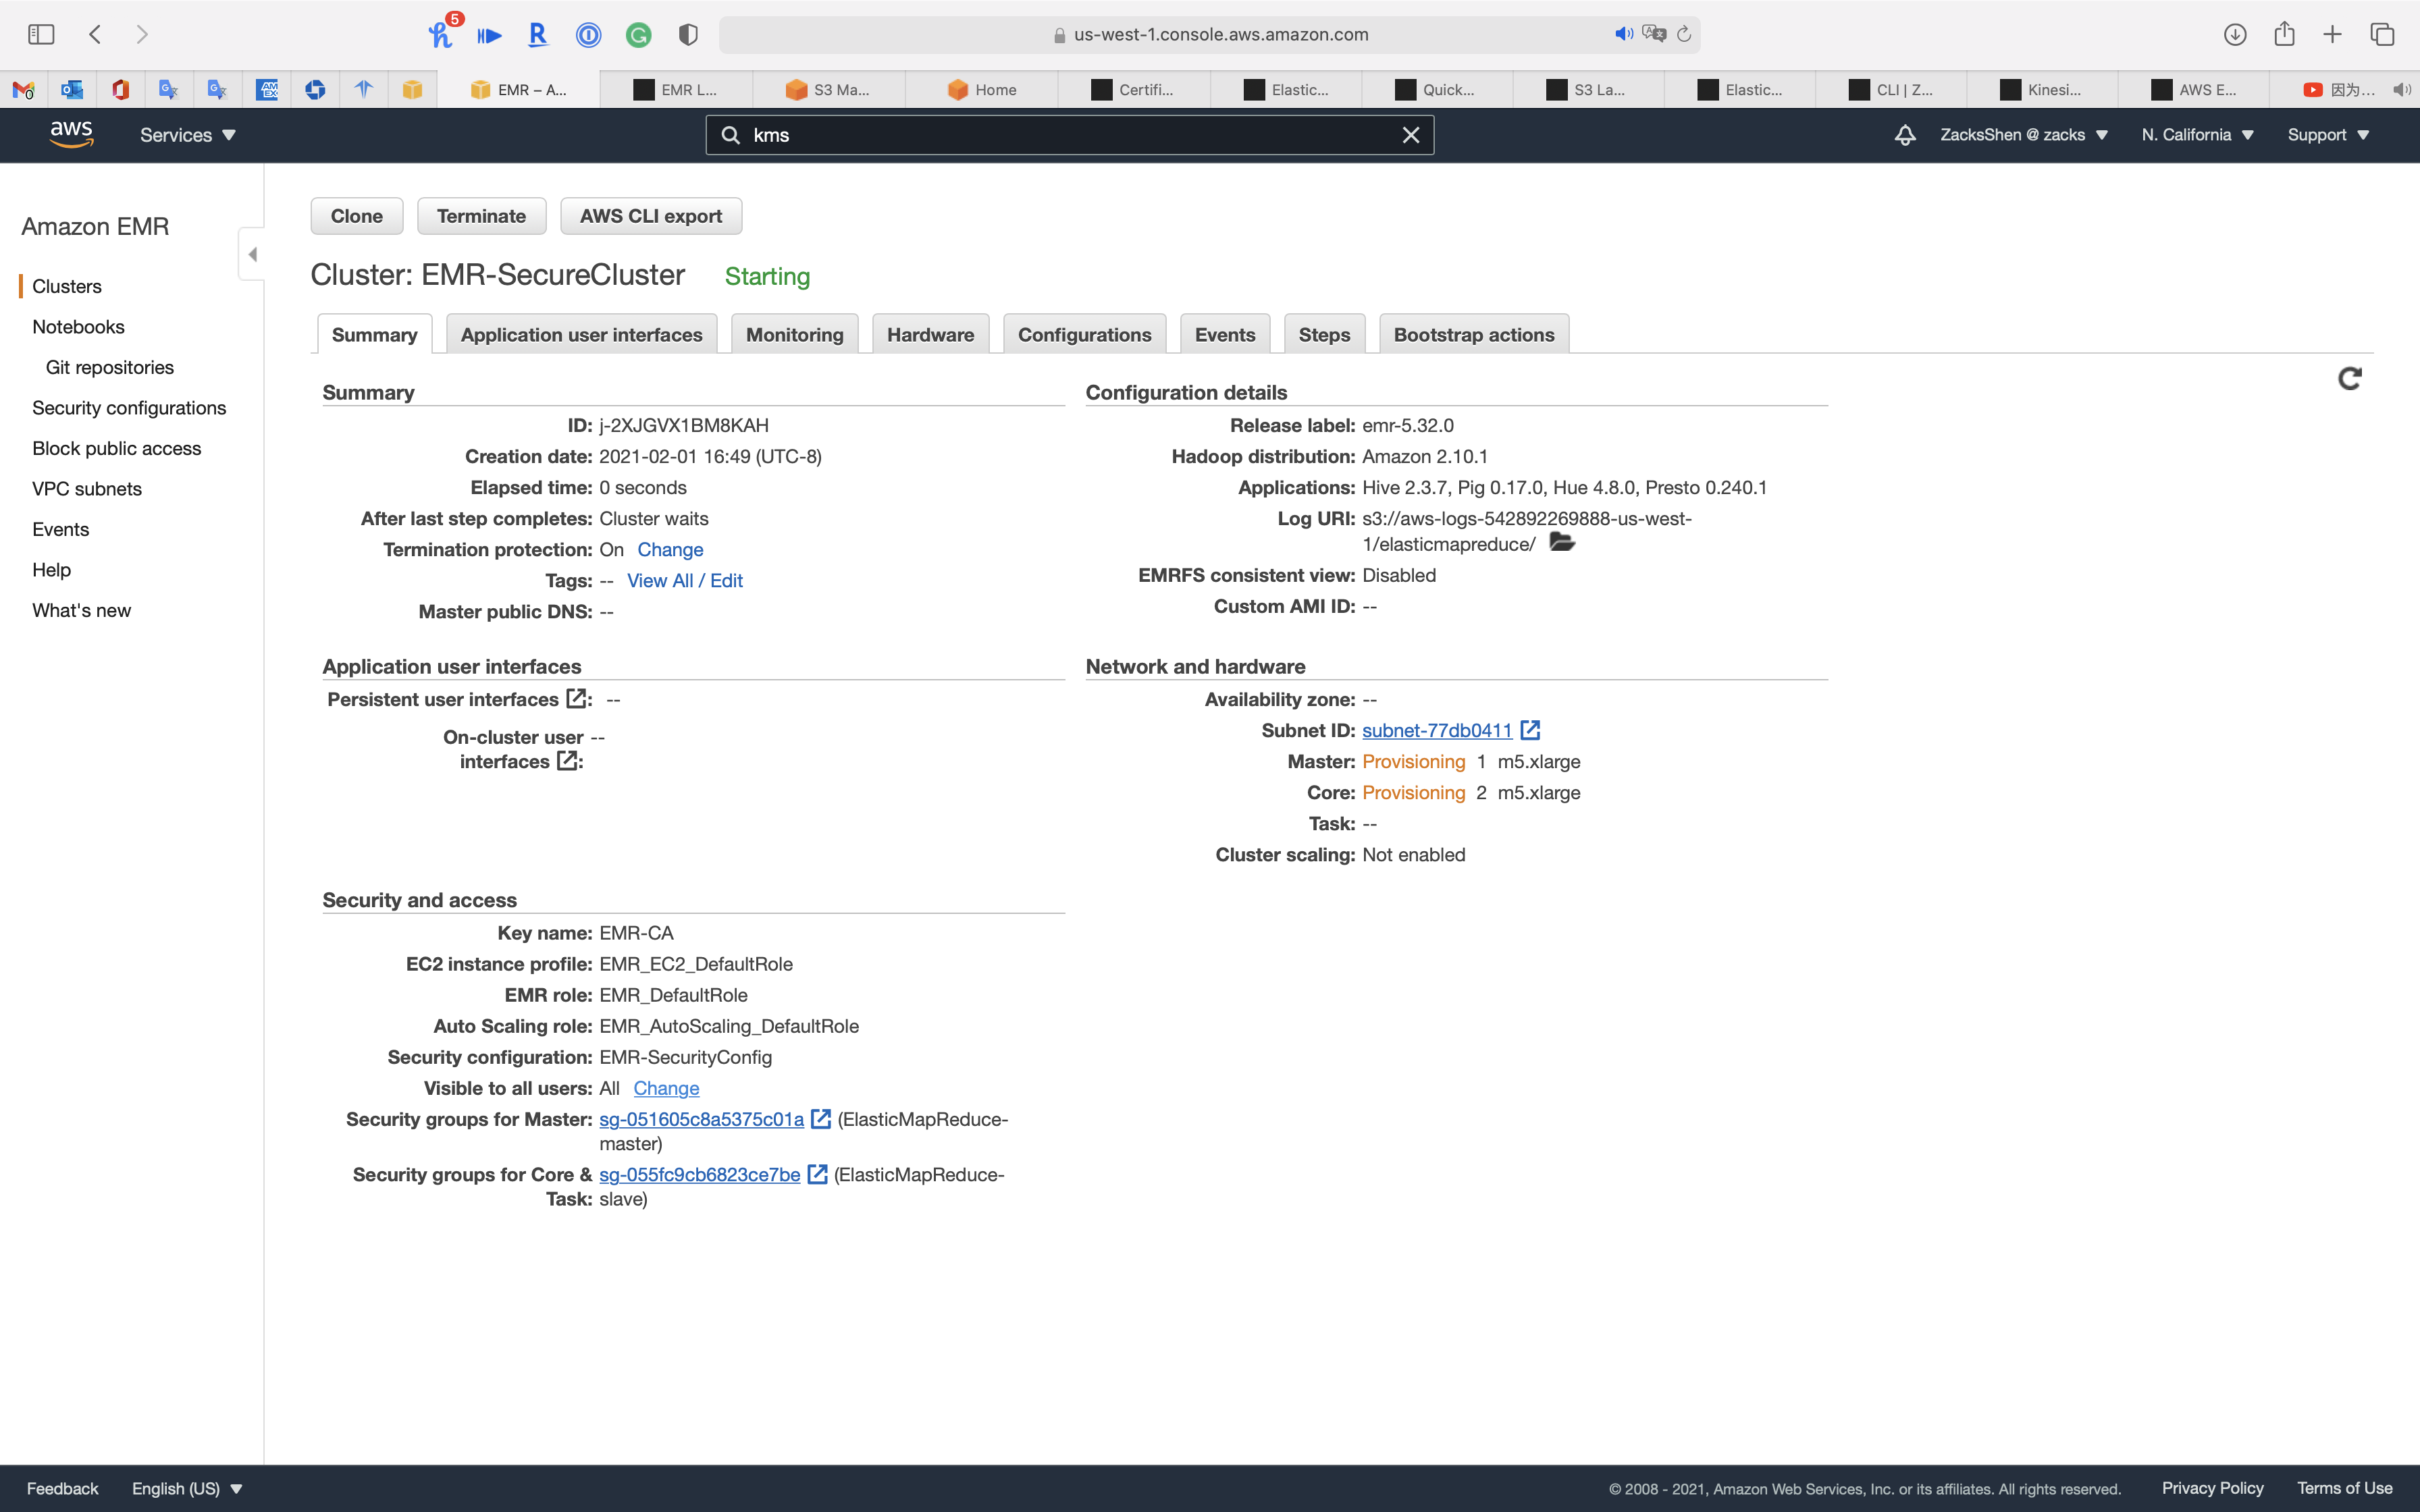 5
us-west-1.console.aws.amazon.com
EMR – A...
EMR L...
S3 Ma...
Home
Certifi...
Elastic...
Quick...
S3 La...
Elastic...
CLI | Z...
Kinesi...
AWS E...
因为...
aws
Services
kms
ZacksShen @ zacks
N. California
Support
Amazon EMR
Clusters
Notebooks
Git repositories
Security configurations
Block public access
VPC subnets
Events
Help
What's new
Clone
Terminate
AWS CLI export
Cluster: EMR-SecureCluster Starting
Summary
Application user interfaces
Monitoring
Hardware
Configurations
Events
Steps
Bootstrap actions
Summary
ID: j-2XJGVX1BM8KAH
Creation date: 2021-02-01 16:49 (UTC-8)
Elapsed time: 0 seconds
After last step completes: Cluster waits
Termination protection: On Change
Tags: -- View All / Edit
Master public DNS: --
Configuration details
Release label: emr-5.32.0
Hadoop distribution: Amazon 2.10.1
Applications: Hive 2.3.7, Pig 0.17.0, Hue 4.8.0, Presto 0.240.1
Log URI: s3://aws-logs-542892269888-us-west-
1/elasticmapreduce/
EMRFS consistent view: Disabled
Custom AMI ID: --
Application user interfaces
Persistent user interfaces : --
On-cluster user --
interfaces :
Network and hardware
Availability zone: --
Subnet ID: subnet-77db0411
Master: Provisioning 1 m5.xlarge
Core: Provisioning 2 m5.xlarge
Task: --
Cluster scaling: Not enabled
Security and access
Key name: EMR-CA
EC2 instance profile: EMR_EC2_DefaultRole
EMR role: EMR_DefaultRole
Auto Scaling role: EMR_AutoScaling_DefaultRole
Security configuration: EMR-SecurityConfig
Visible to all users: All Change
Security groups for Master: sg-051605c8a5375c01a (ElasticMapReduce-
master)
Security groups for Core & sg-055fc9cb6823ce7be (ElasticMapReduce-
Task: slave)
Feedback
English (US)
© 2008 - 2021, Amazon Web Services, Inc. or its affiliates. All rights reserved.
Privacy Policy
Terms of Use